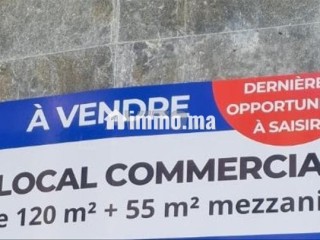 À VENDRE
DERNIÈRE
OPPORTUN
À SAISIR
immo.ma
LOCAL COMMERCIA
e 120 m² + 55 m² mezzani